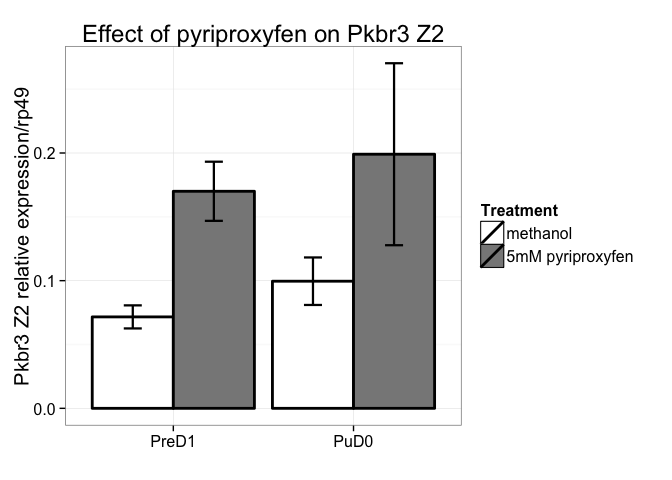 Effect of pyriproxyfen on Pkbr3 Z2
Pkbr3 Z2 relative expression/rp49
0.2
0.1
0.0
PreD1
PuD0
Treatment
methanol
5mM pyriproxyfen